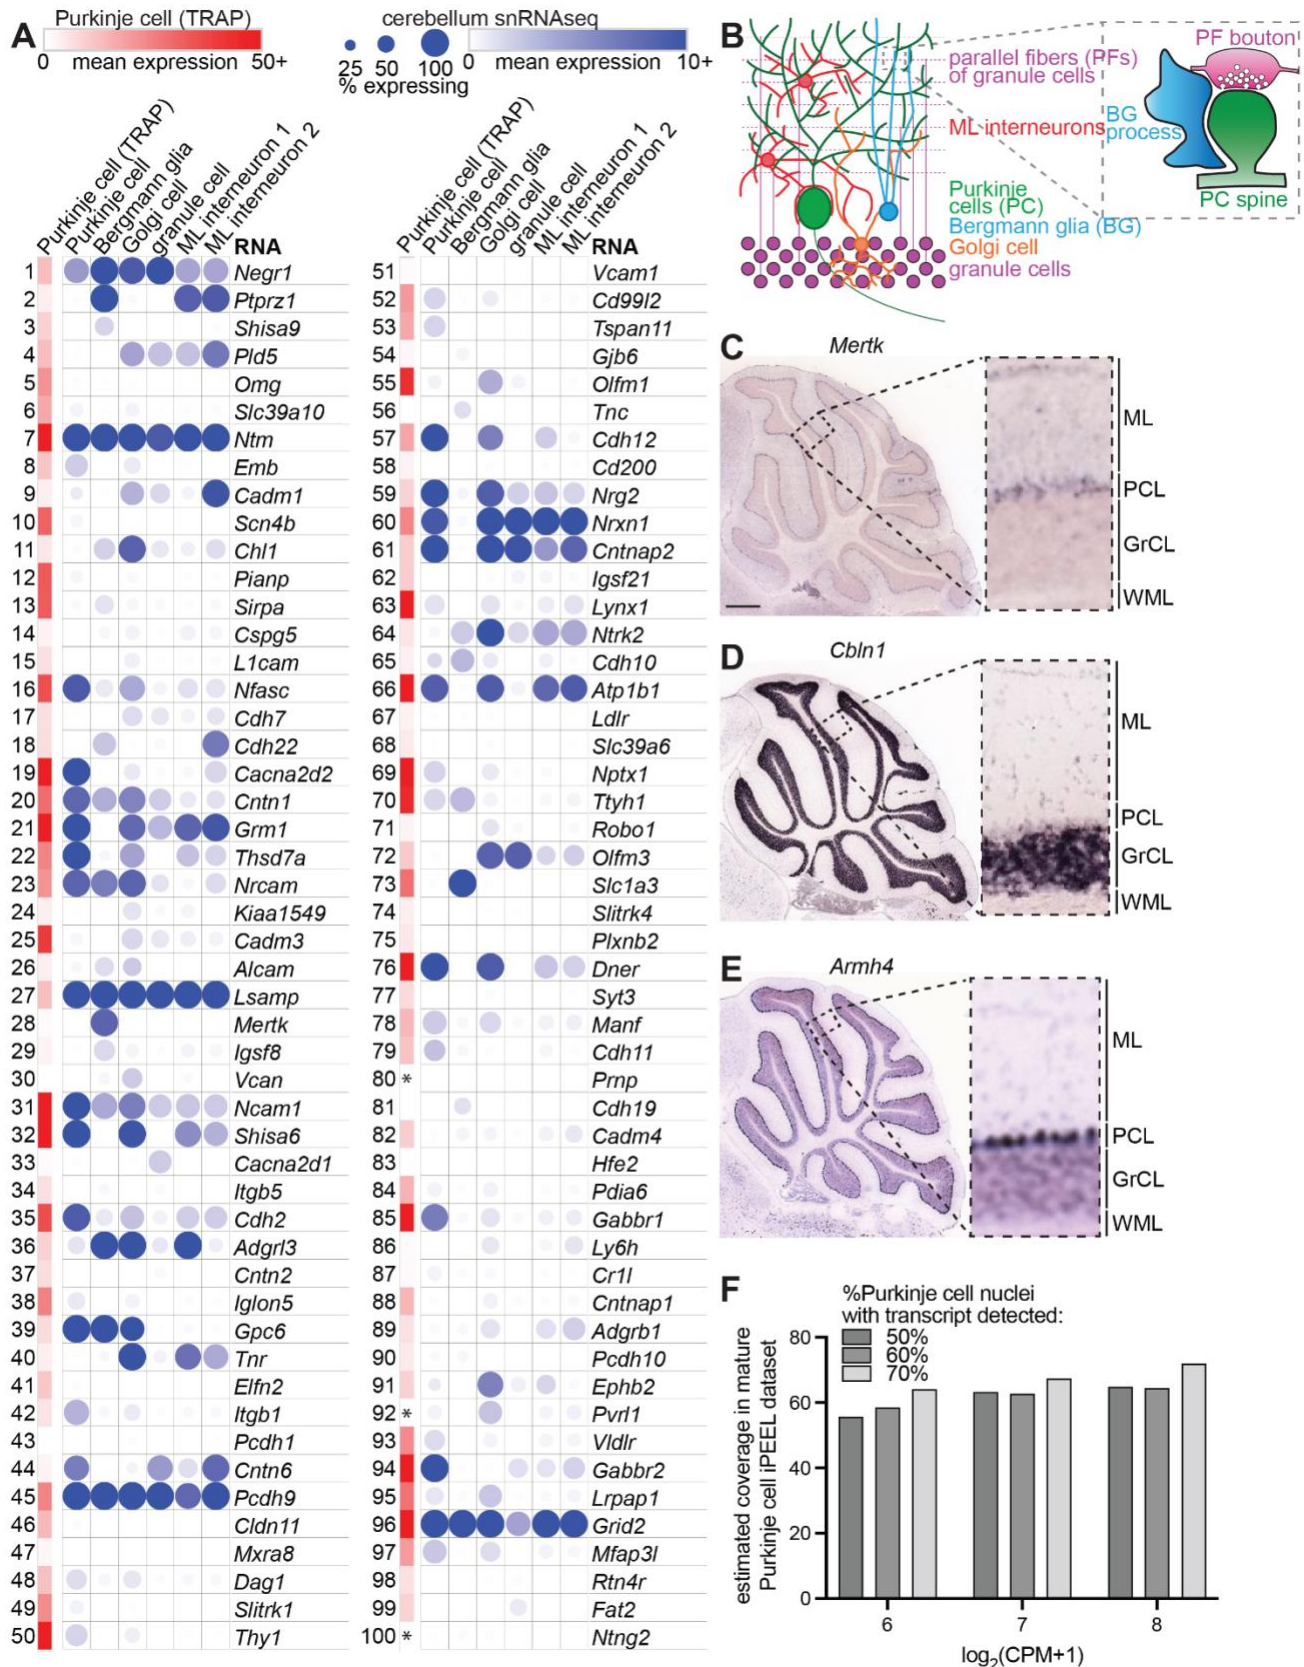 A
Purkinje cell (TRAP)
0 mean expression 50+
cerebellum snRNAseq
25 50 100
% expressing
0 mean expression 10+
Purkinje cell (TRAP)
Purkinje cell
Bergmann glia
Golgi cell
granule cell
ML interneuron 1
ML interneuron 2
RNA
1 Negr1
2 Ptprz1
3 Shisa9
4 Pld5
5 Omg
6 Slc39a10
7 Ntm
8 Emb
9 Cadm1
10 Scn4b
11 Chl1
12 Pianp
13 Sirpa
14 Cspg5
15 L1cam
16 Nfasc
17 Cdh7
18 Cdh22
19 Cacna2d2
20 Cntn1
21 Grm1
22 Thsd7a
23 Nrcam
24 Kiaa1549
25 Cadm3
26 Alcam
27 Lsamp
28 Mertk
29 Igsf8
30 Vcan
31 Ncam1
32 Shisa6
33 Cacna2d1
34 Itgb5
35 Cdh2
36 Adgrl3
37 Cntn2
38 Iglon5
39 Gpc6
40 Tnr
41 Elfn2
42 Itgb1
43 Pcdh1
44 Cntn6
45 Pcdh9
46 Cldn11
47 Mxra8
48 Dag1
49 Slitrk1
50 Thy1
Purkinje cell (TRAP)
Purkinje cell
Bergmann glia
Golgi cell
granule cell
ML interneuron 1
ML interneuron 2
RNA
51 Vcam1
52 Cd99l2
53 Tspan11
54 Gjb6
55 Olfm1
56 Tnc
57 Cdh12
58 Cd200
59 Nrg2
60 Nrxn1
61 Cntnap2
62 Igsf21
63 Lynx1
64 Ntrk2
65 Cdh10
66 Atp1b1
67 Ldlr
68 Slc39a6
69 Nptx1
70 Ttyh1
71 Robo1
72 Olfm3
73 Slc1a3
74 Slitrk4
75 Plxnb2
76 Dner
77 Syt3
78 Manf
79 Cdh11
80 * Prnp
81 Cdh19
82 Cadm4
83 Hfe2
84 Pdia6
85 Gabbr1
86 Ly6h
87 Cr1l
88 Cntnap1
89 Adgrb1
90 Pcdh10
91 Ephb2
92 * Pvrl1
93 Vldlr
94 Gabbr2
95 Lrpap1
96 Grid2
97 Mfap3l
98 Rtn4r
99 Fat2
100 * Ntng2
B
parallel fibers (PFs)
of granule cells
ML interneurons
Purkinje
cells (PC)
Bergmann glia (BG)
Golgi cell
granule cells
PF bouton
BG
process
PC spine
C
Mertk
ML
PCL
GrCL
WML
D
Cbln1
ML
PCL
GrCL
WML
E
Armh4
ML
PCL
GrCL
WML
F
%Purkinje cell nuclei
with transcript detected:
50%
60%
70%
estimated coverage in mature
Purkinje cell iPEEL dataset
80
60
40
20
0
6 7 8
log₂(CPM+1)